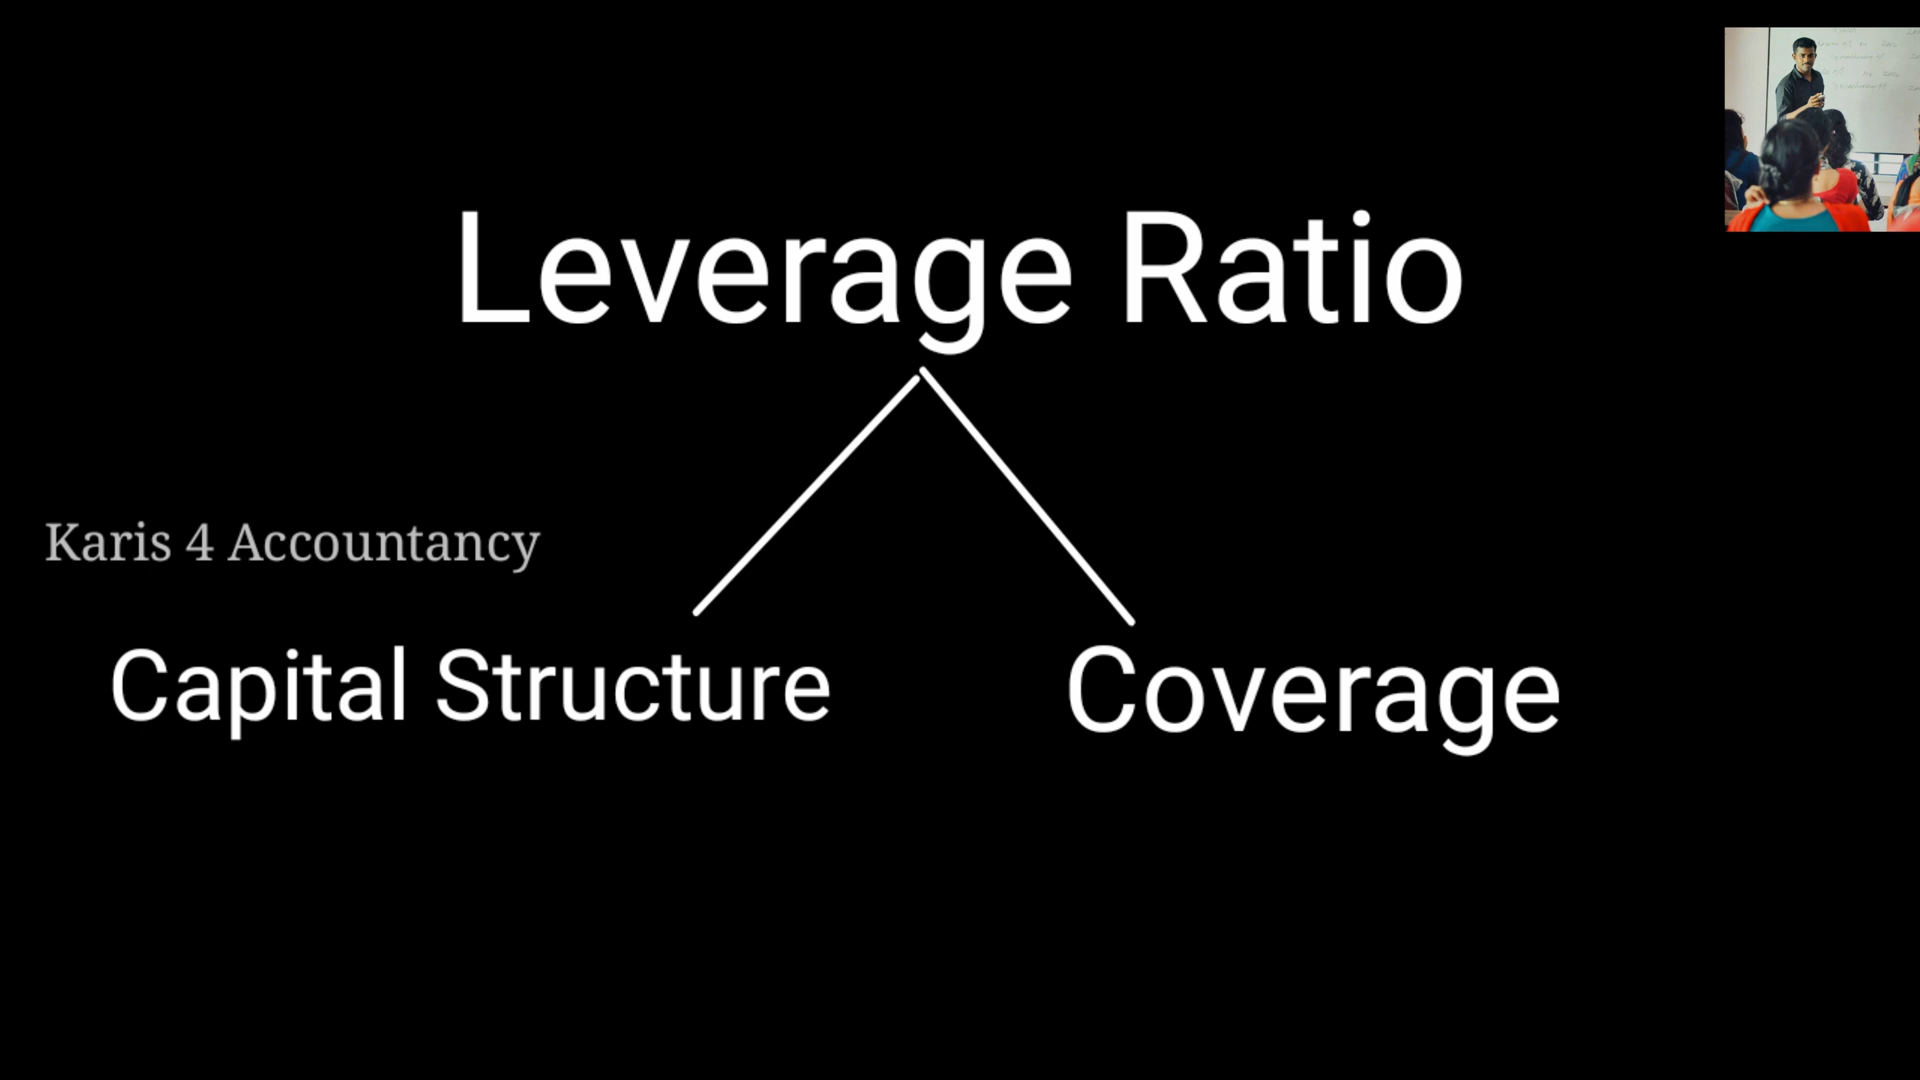 Leverage Ratio
Karis 4 Accountancy
Capital Structure
Coverage